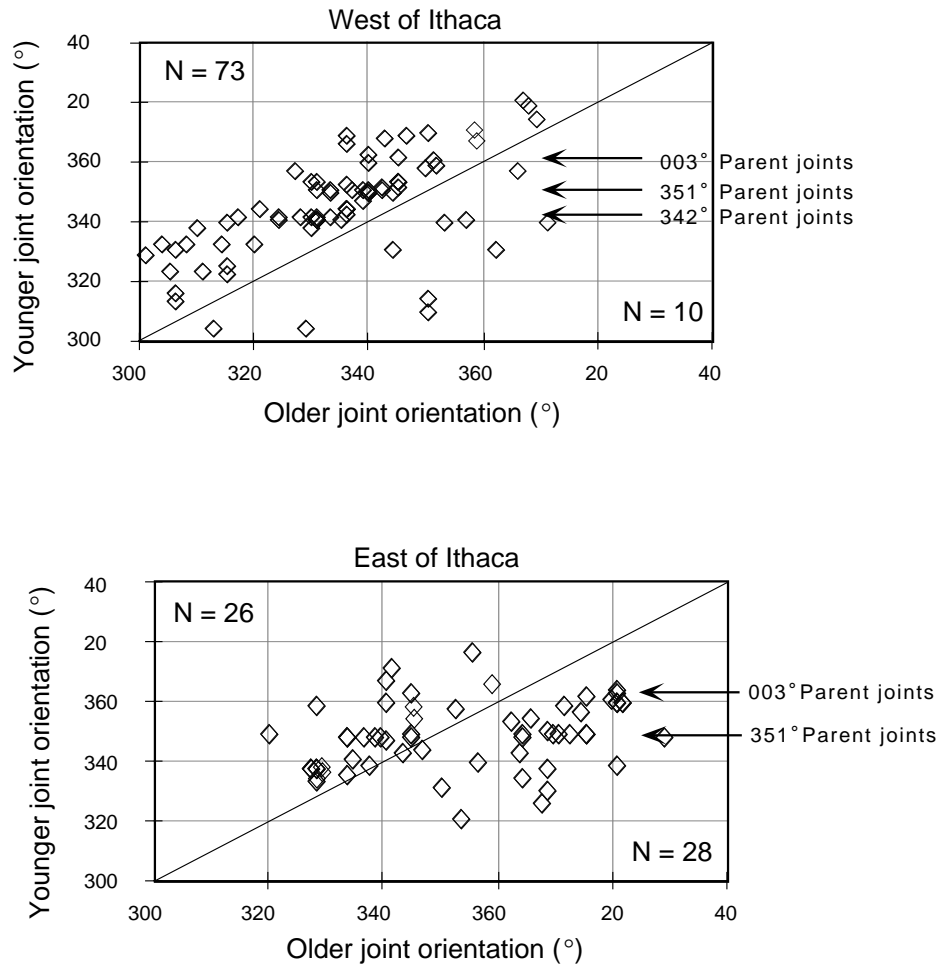 West of Ithaca
Younger joint orientation (°)
40
20
360
340
320
300
N = 73
003° Parent joints
351° Parent joints
342° Parent joints
N = 10
300 320 340 360 20 40
Older joint orientation (°)
East of Ithaca
Younger joint orientation (°)
40
20
360
340
320
300
N = 26
003° Parent joints
351° Parent joints
N = 28
300 320 340 360 20 40
Older joint orientation (°)